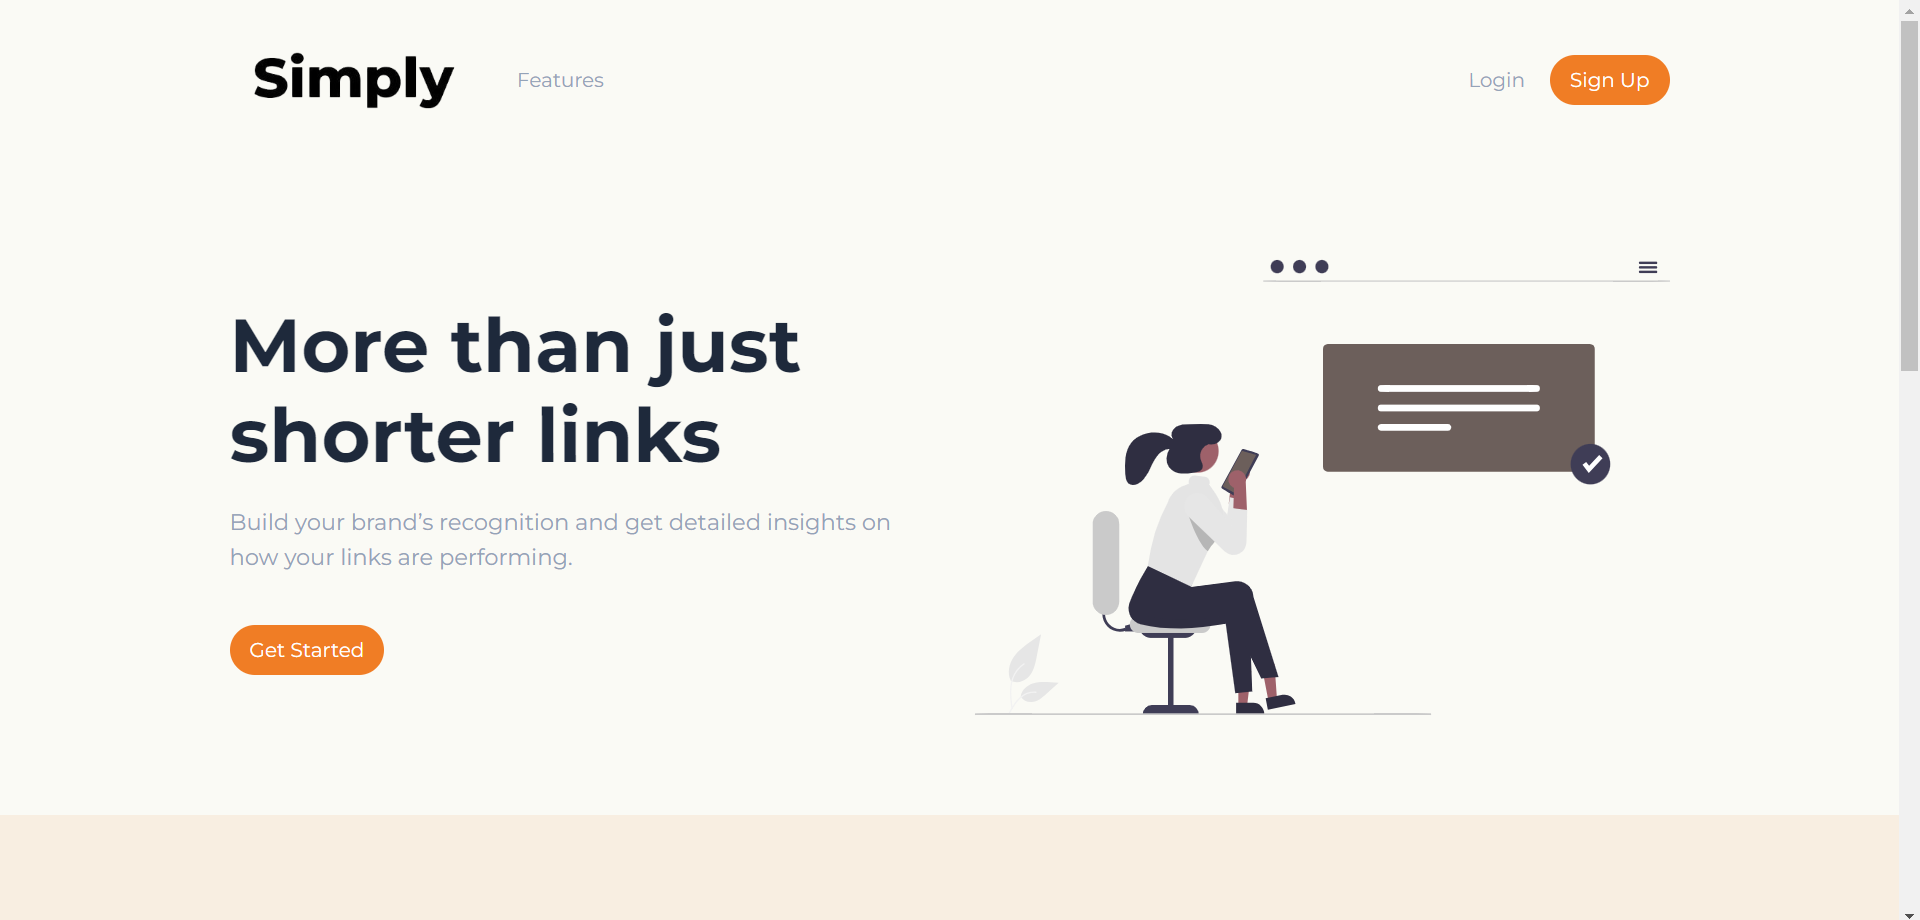 Simply
Features
Login
Sign Up
More than just
shorter links
Build your brand’s recognition and get detailed insights on
how your links are performing.
Get Started